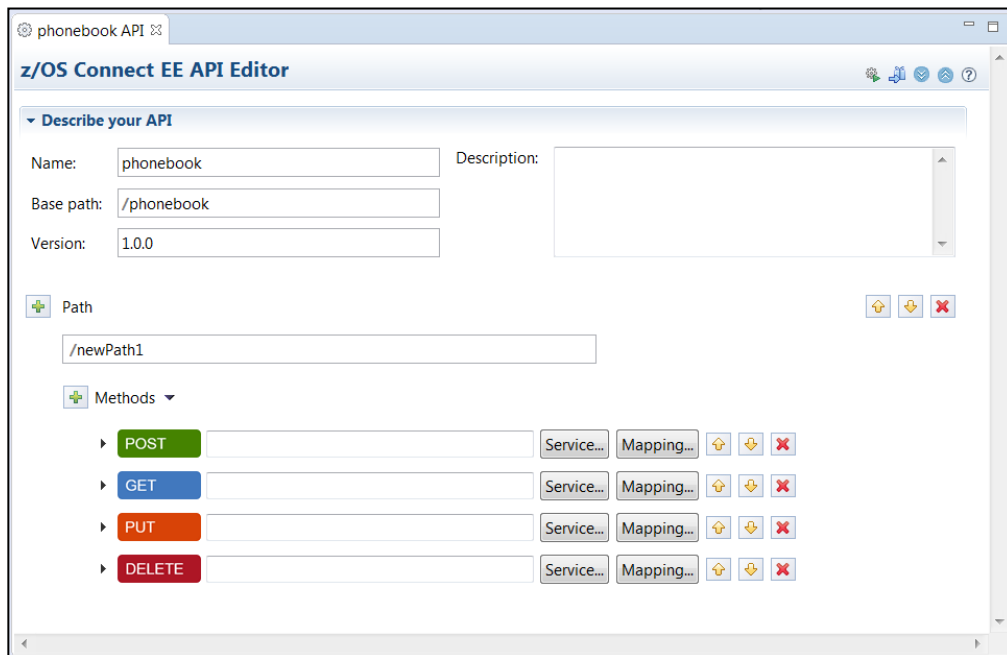 phonebook API
z/OS Connect EE API Editor
Describe your API
Name: phonebook Description:
Base path: /phonebook
Version: 1.0.0
Path
/newPath1
Methods
POST Service... Mapping...
GET Service... Mapping...
PUT Service... Mapping...
DELETE Service... Mapping...